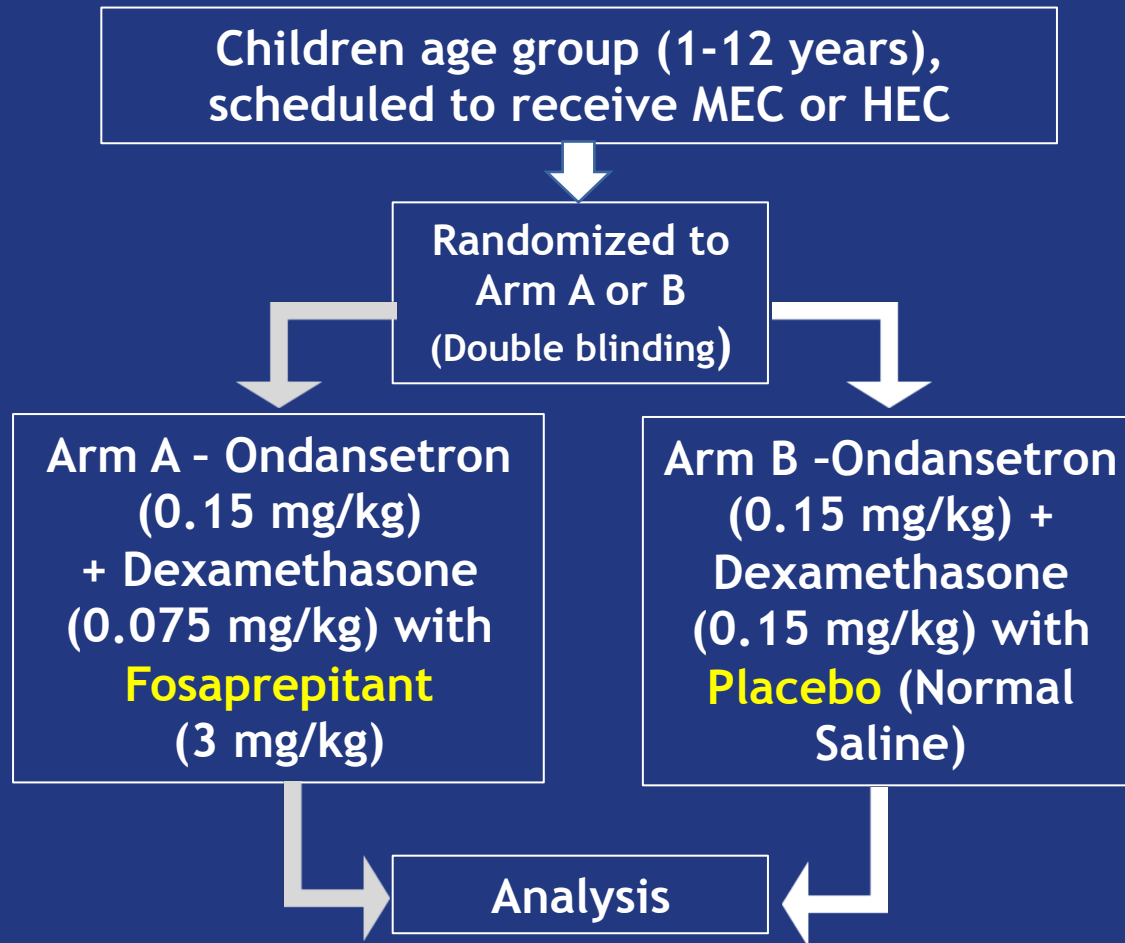 Children age group (1-12 years),
scheduled to receive MEC or HEC
Randomized to
Arm A or B
(Double blinding)
Arm A – Ondansetron
(0.15 mg/kg)
+ Dexamethasone
(0.075 mg/kg) with
Fosaprepitant
(3 mg/kg)
Arm B –Ondansetron
(0.15 mg/kg) +
Dexamethasone
(0.15 mg/kg) with
Placebo (Normal
Saline)
Analysis